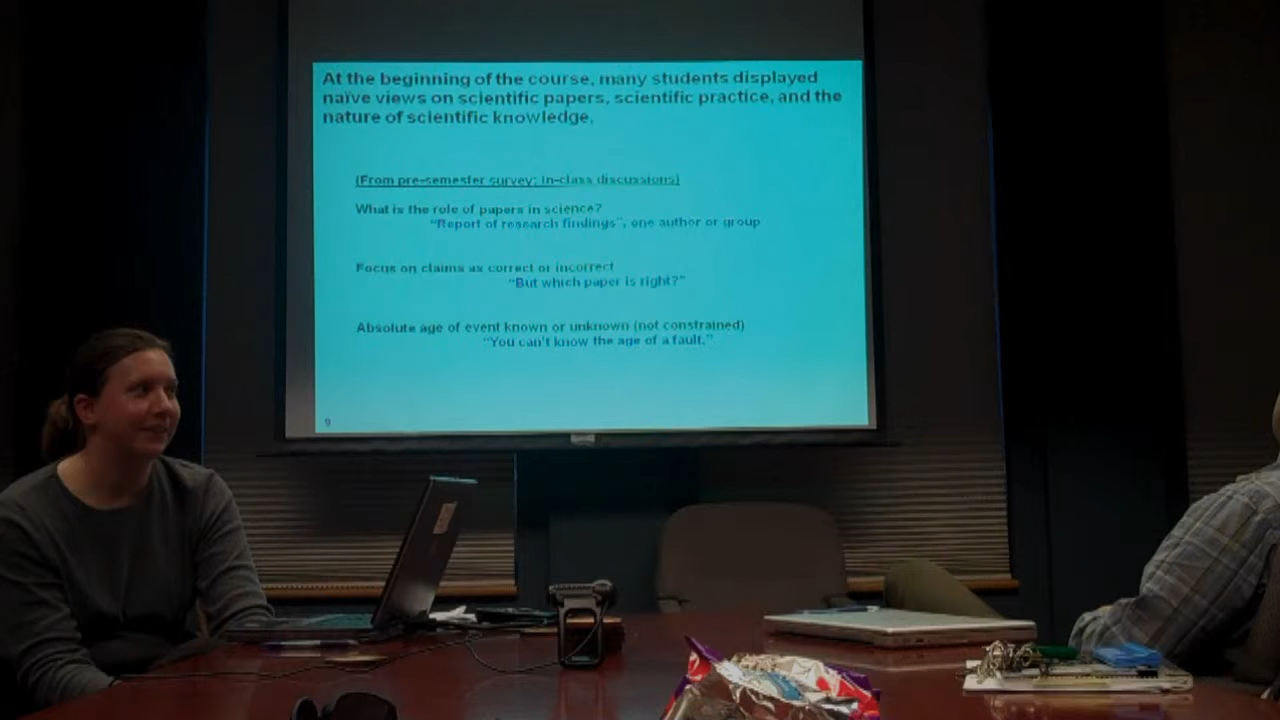 At the beginning of the course, many students displayed
naïve views on scientific papers, scientific practice, and the
nature of scientific knowledge.
(From pre-semester survey; in-class discussions)
What is the role of papers in science?
"Report of research findings", one author or group
Focus on claims as correct or incorrect
"But which paper is right?"
Absolute age of event known or unknown (not constrained)
"You can't know the age of a fault."
9